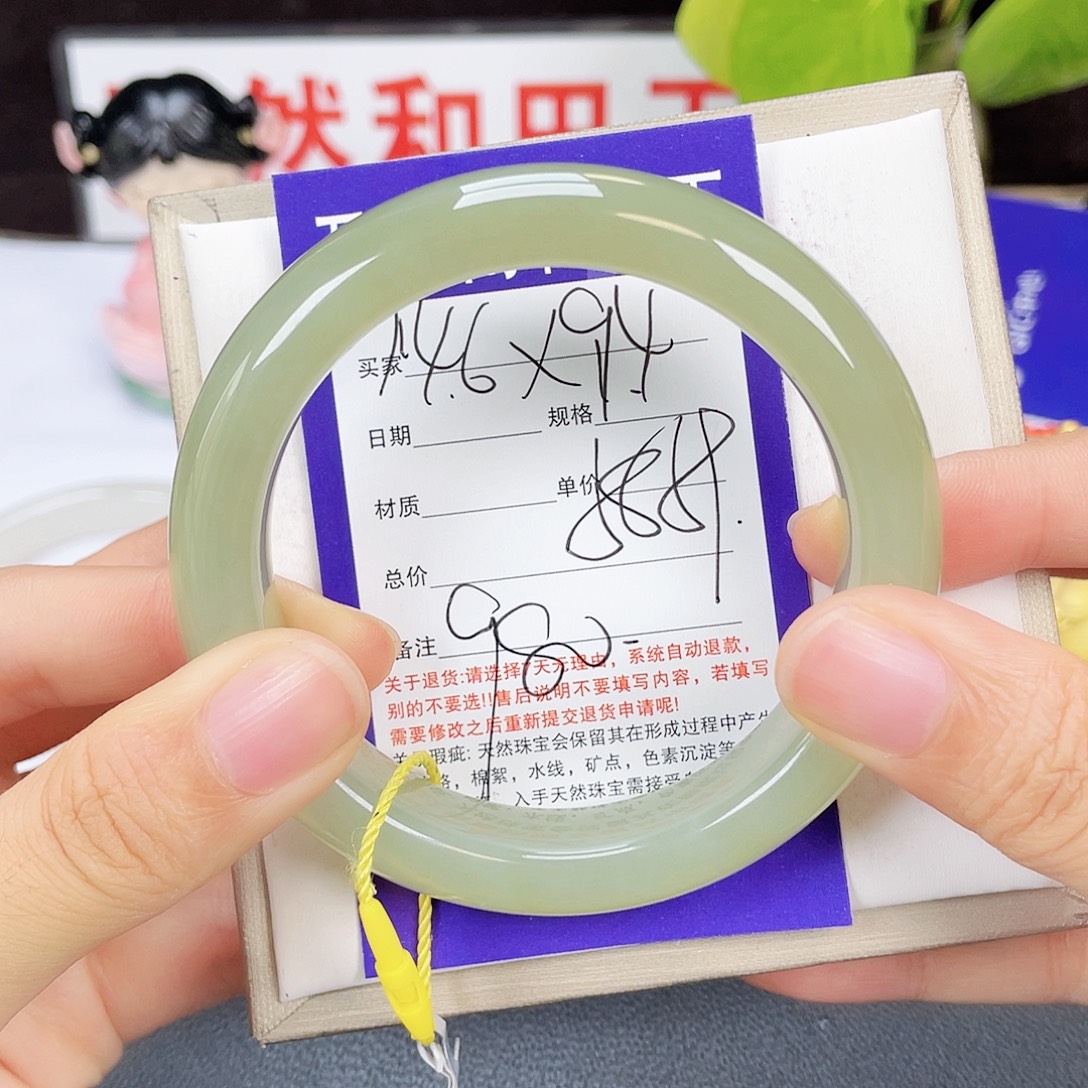 然和田玉
14.6×9.4
买家
日期 规格
材质 单价
总价
980-
备注
关于退货:请选择7天无理由，系统自动退款，
别的不要选!!售后说明不要填写内容，若填写
需要修改之后重新提交退货申请呢!
瑕疵: 天然珠宝会保留其在形成过程中产生
棉絮，水线，矿点，色素沉淀等
入手天然珠宝需接受